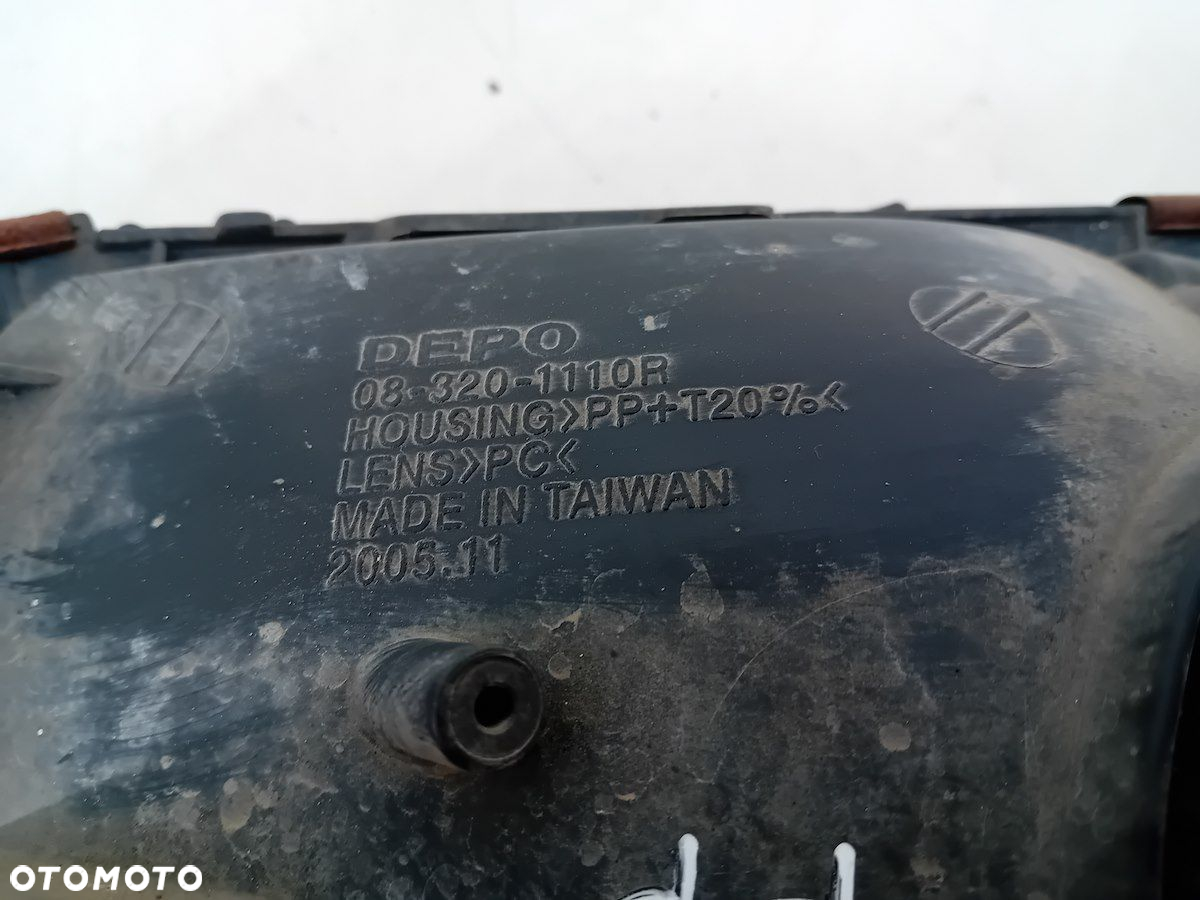 DEPO
08-320-1110R
HOUSING>PP+T20%<
LENS>PC<
MADE IN TAIWAN
2005.11
OTOMOTO